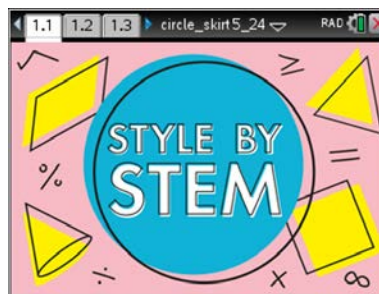 1.1 1.2 1.3 circle_skirt5_24 RAD
√ ≥
STYLE BY
STEM
% =
÷ × ∞